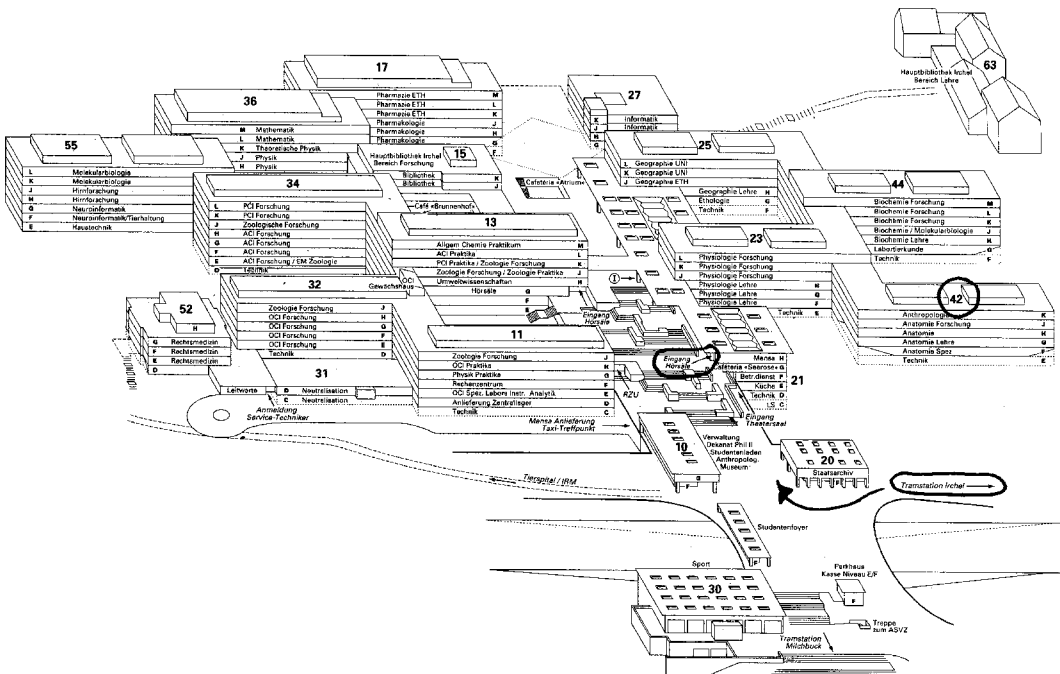 63
Hauptbibliothek Irchel
Bereich Lehre
17
Pharmazie ETH M
Pharmazie ETH L
Pharmazie ETH K
Pharmakologie J
Pharmakologie H
Pharmakologie G
F
27
K Informatik
J Informatik
H
G
36
M Mathematik
L Mathematik
K Theoretische Physik
J Physik
H Physik
55
L Molekularbiologie
K Molekularbiologie
J Hirnforschung
H Hirnforschung
G Neuroinformatik
F Neuroinformatik/Tierhaltung
E Haustechnik
15
Hauptbibliothek Irchel
Bereich Forschung
Bibliothek K
Bibliothek J
Cafeteria «Atrium»
Café «Brunnenhof»
25
L Geographie UNI
K Geographie UNI
J Geographie ETH
Geographie Lehre H
Ethologie G
Technik F
44
Biochemie Forschung M
Biochemie Forschung L
Biochemie Forschung K
Biochemie / Molekularbiologie J
Biochemie Lehre H
Labortierkunde G
Technik F
34
L PCI Forschung
K PCI Forschung
J Zoologische Forschung
H ACI Forschung
G ACI Forschung
F ACI Forschung
E ACI Forschung / EM Zoologie
D Technik
13
Allgem Chemie Praktikum M
ACI Praktika L
PCI Praktika / Zoologie Forschung K
Zoologie Forschung / Zoologie Praktika J
Umweltwissenschaften H
Hörsäle G
F
E
OCI
Gewächshaus
23
L Physiologie Forschung
K Physiologie Forschung
J Physiologie Forschung
Physiologie Lehre H
Physiologie Lehre G
Physiologie Lehre J
Technik E
42
Anthropologie K
Anatomie Forschung J
Anatomie H
Anatomie Lehre G
Anatomie Spez F
Technik E
32
Zoologie Forschung J
OCI Forschung H
OCI Forschung G
OCI Forschung F
OCI Forschung E
Technik D
52
H
G Rechtsmedizin
F Rechtsmedizin
E Rechtsmedizin
D
Eingang
Hörsäle
11
Zoologie Forschung J
OCI Praktika H
Physik Praktika G
Rechenzentrum F
OCI Spez. Labors Instr. Analytik E
Anlieferung Zentrallager D
Technik C
RZU
Eingang
Hörsäle
21
Mensa H
Cafeteria «Seerose» G
Betr.dienst F
Küche E
Technik D
LS C
Eingang
Theatersaal
31
D Neutralisation
C Neutralisation
Leitwarte
Anmeldung
Service-Techniker
Mensa Anlieferung
Taxi-Treffpunkt
10
Verwaltung
Dekanat Phil II
Studentenladen
Anthropolog.
Museum
20
Staatsarchiv
Tramstation Irchel
Tierspital / IRM
Studentenfoyer
Sport
30
Parkhaus
Kasse Niveau E/F
F
Treppe
zum ASVZ
Tramstation
Milchbuck